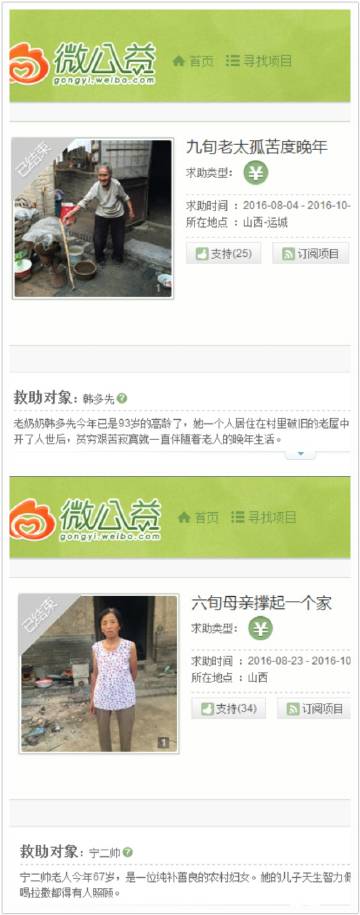 微公益
gongyi.weibo.com
首页
寻找项目
已结束
九旬老太孤苦度晚年
求助类型：
¥
求助时间 ：2016-08-04 - 2016-10-
所在地点 ：山西-运城
支持(25)
订阅项目
1
救助对象：韩多先
?
老奶奶韩多先今年已是93岁的高龄了，她一个人居住在村里破旧的老屋中
开了人世后，贫穷艰苦寂寞就一直伴随着老人的晚年生活。
微公益
gongyi.weibo.com
首页
寻找项目
已结束
六旬母亲撑起一个家
求助类型：
¥
求助时间 ：2016-08-23 - 2016-10
所在地点 ：山西
支持(34)
订阅项目
1
救助对象：宁二帅
?
宁二帅老人今年67岁，是一位纯补善良的农村妇女。她的儿子天生智力
喝拉撒都得有人照顾。